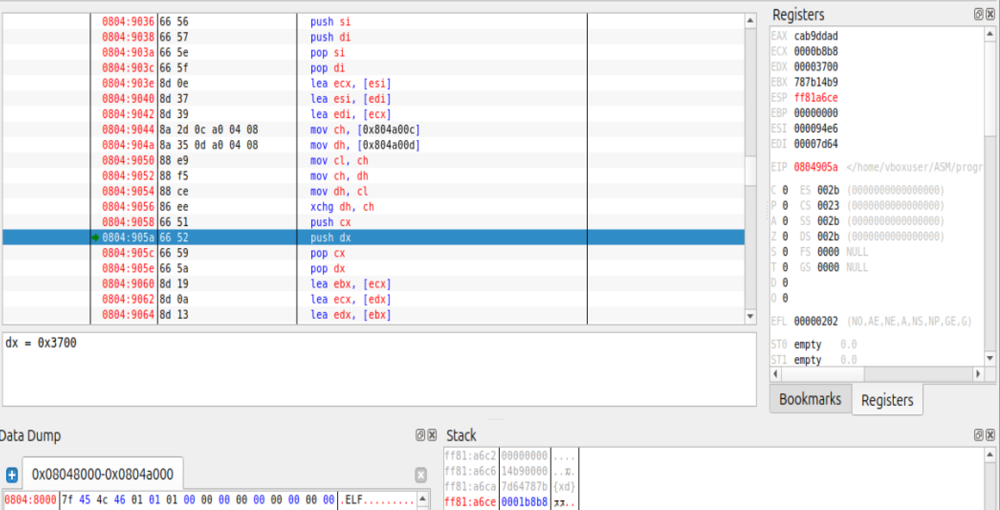 0804:9036 66 56 push si
0804:9038 66 57 push di
0804:903a 66 5e pop si
0804:903c 66 5f pop di
0804:903e 8d 0e lea ecx, [esi]
0804:9040 8d 37 lea esi, [edi]
0804:9042 8d 39 lea edi, [ecx]
0804:9044 8a 2d 0c a0 04 08 mov ch, [0x804a00c]
0804:904a 8a 35 0d a0 04 08 mov dh, [0x804a00d]
0804:9050 88 e9 mov cl, ch
0804:9052 88 f5 mov ch, dh
0804:9054 88 ce mov dh, cl
0804:9056 86 ee xchg dh, ch
0804:9058 66 51 push cx
0804:905a 66 52 push dx
0804:905c 66 59 pop cx
0804:905e 66 5a pop dx
0804:9060 8d 19 lea ebx, [ecx]
0804:9062 8d 0a lea ecx, [edx]
0804:9064 8d 13 lea edx, [ebx]
dx = 0x3700
Registers
EAX cab9ddad
ECX 0000b8b8
EDX 00003700
EBX 787b14b9
ESP ff81a6ce
EBP 00000000
ESI 000094e6
EDI 00007d64
EIP 0804905a </home/vboxuser/ASM/progr
C 0 ES 002b (0000000000000000)
P 0 CS 0023 (0000000000000000)
A 0 SS 002b (0000000000000000)
Z 0 DS 002b (0000000000000000)
S 0 FS 0000 NULL
T 0 GS 0000 NULL
D 0
O 0
EFL 00000202 (NO,AE,NE,A,NS,NP,GE,G)
ST0 empty 0.0
ST1 empty 0.0
Bookmarks Registers
Data Dump
0x08048000-0x0804a000
0804:8000 7f 45 4c 46 01 01 01 00 00 00 00 00 00 00 00 00 .ELF.........
Stack
ff81:a6c2 00000000 ....
ff81:a6c6 14b90000
ff81:a6ca 7d64787b {xd}
ff81:a6ce 0001b8b8